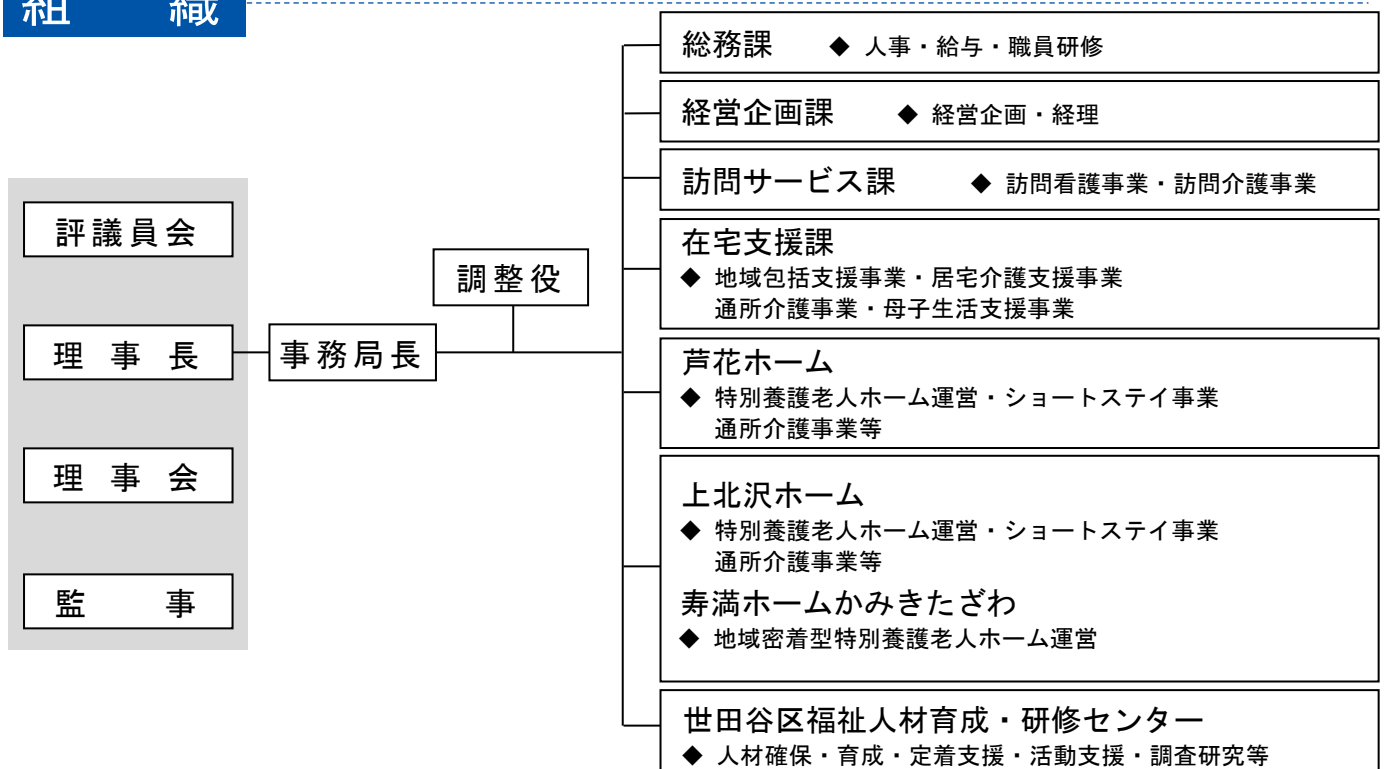 組 織
評議員会
理 事 長
理 事 会
監 事
事務局長
調整役
総務課 ◆ 人事・給与・職員研修
経営企画課 ◆ 経営企画・経理
訪問サービス課 ◆ 訪問看護事業・訪問介護事業
在宅支援課
◆ 地域包括支援事業・居宅介護支援事業
通所介護事業・母子生活支援事業
芦花ホーム
◆ 特別養護老人ホーム運営・ショートステイ事業
通所介護事業等
上北沢ホーム
◆ 特別養護老人ホーム運営・ショートステイ事業
通所介護事業等
寿満ホームかみきたざわ
◆ 地域密着型特別養護老人ホーム運営
世田谷区福祉人材育成・研修センター
◆ 人材確保・育成・定着支援・活動支援・調査研究等